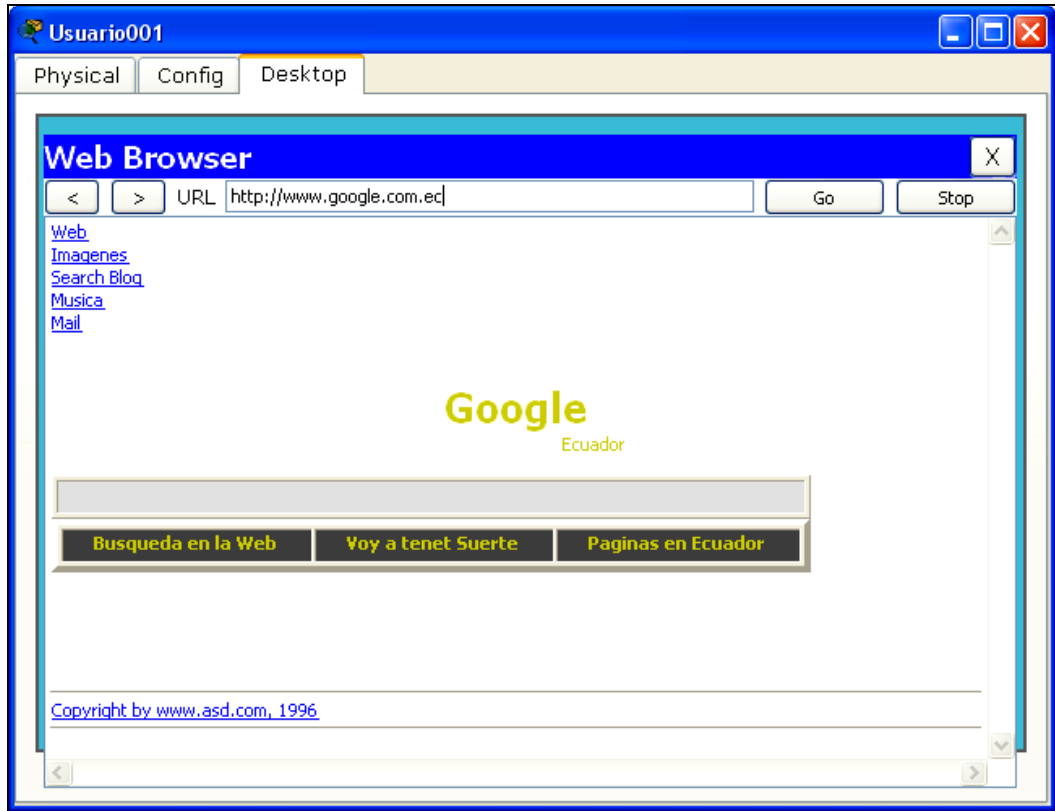 Usuario001
Physical Config Desktop
Web Browser X
< > URL http://www.google.com.ec Go Stop
Web
Imagenes
Search Blog
Musica
Mail
Google
Ecuador
Busqueda en la Web Voy a tenet Suerte Paginas en Ecuador
Copyright by www.asd.com, 1996